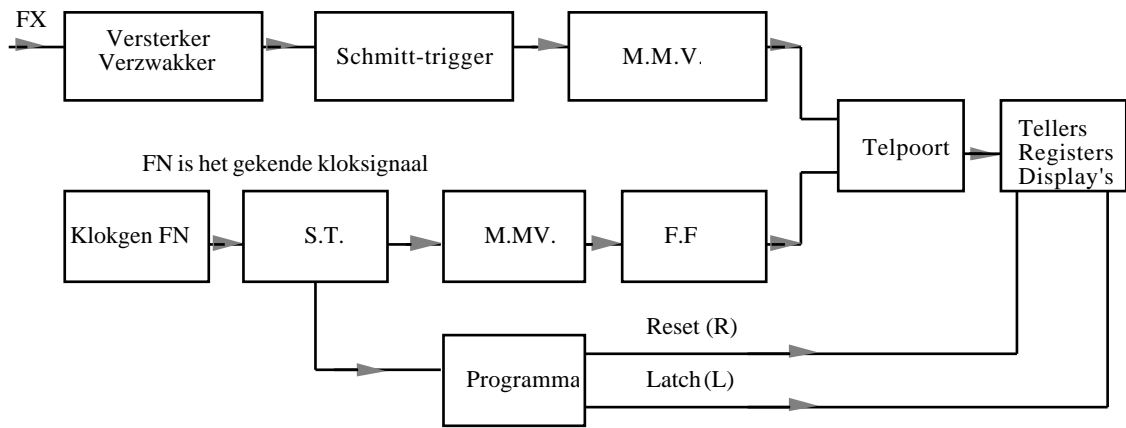 FX
Versterker
Verzwakker
Schmitt-trigger
M.M.V.
Telpoort
Tellers
Registers
Display's
FN is het gekende kloksignaal
Klokgen FN
S.T.
M.MV.
F.F
Reset (R)
Programma
Latch (L)